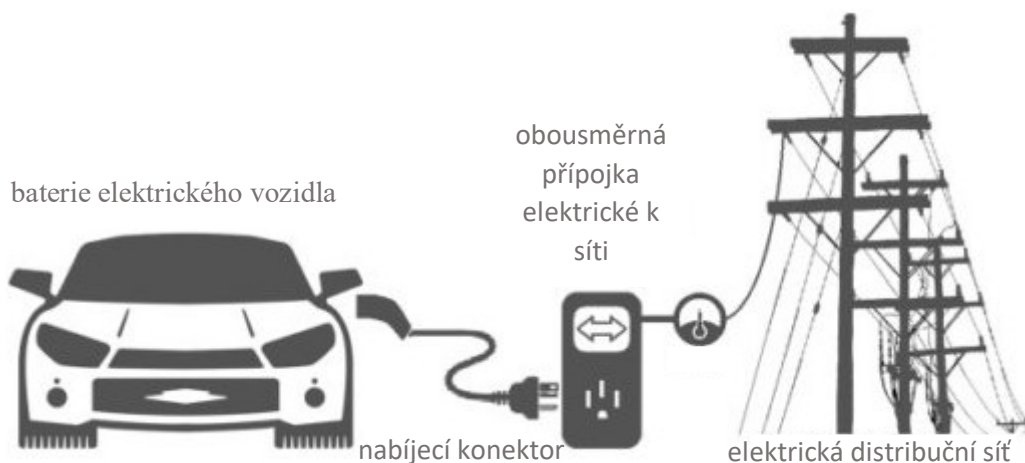 baterie elektrického vozidla
obousměrná
přípojka
elektrické k
síti
nabíjecí konektor
elektrická distribuční síť